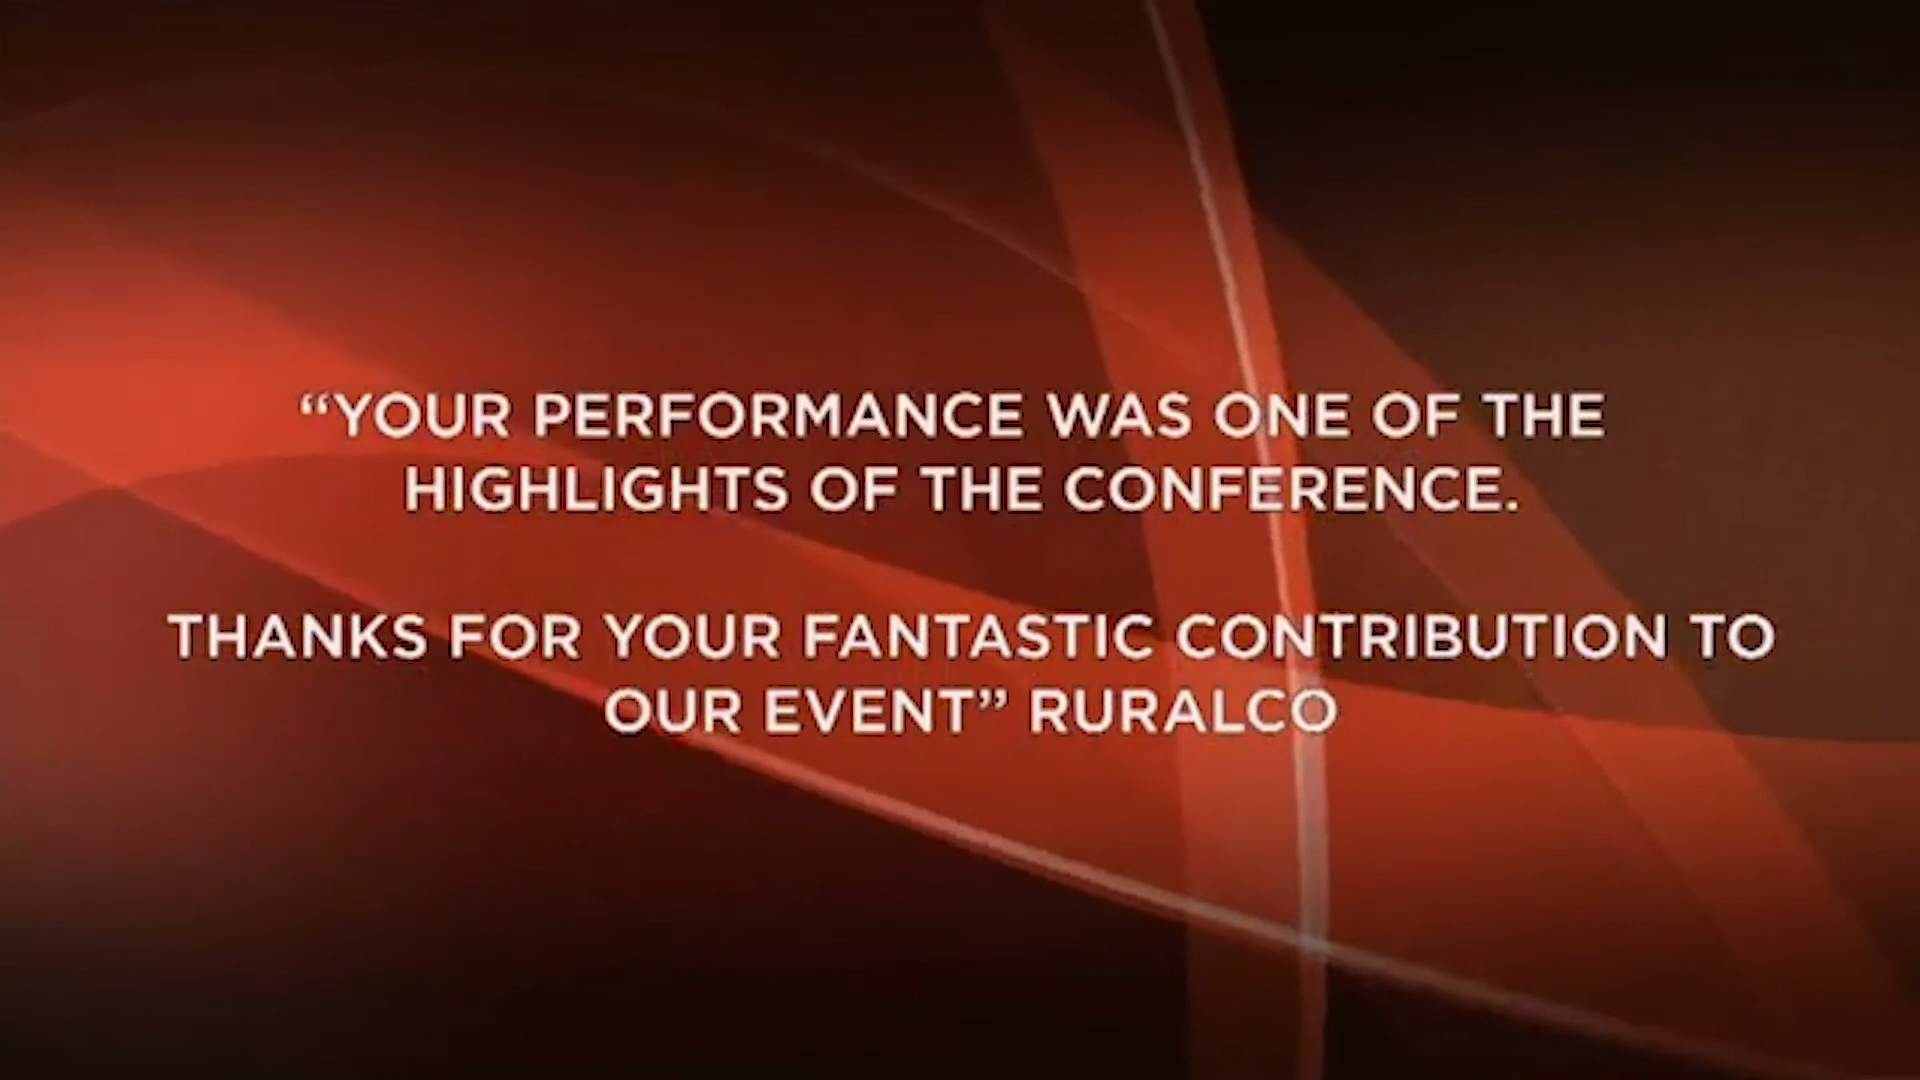 “YOUR PERFORMANCE WAS ONE OF THE
HIGHLIGHTS OF THE CONFERENCE.
THANKS FOR YOUR FANTASTIC CONTRIBUTION TO
OUR EVENT” RURALCO